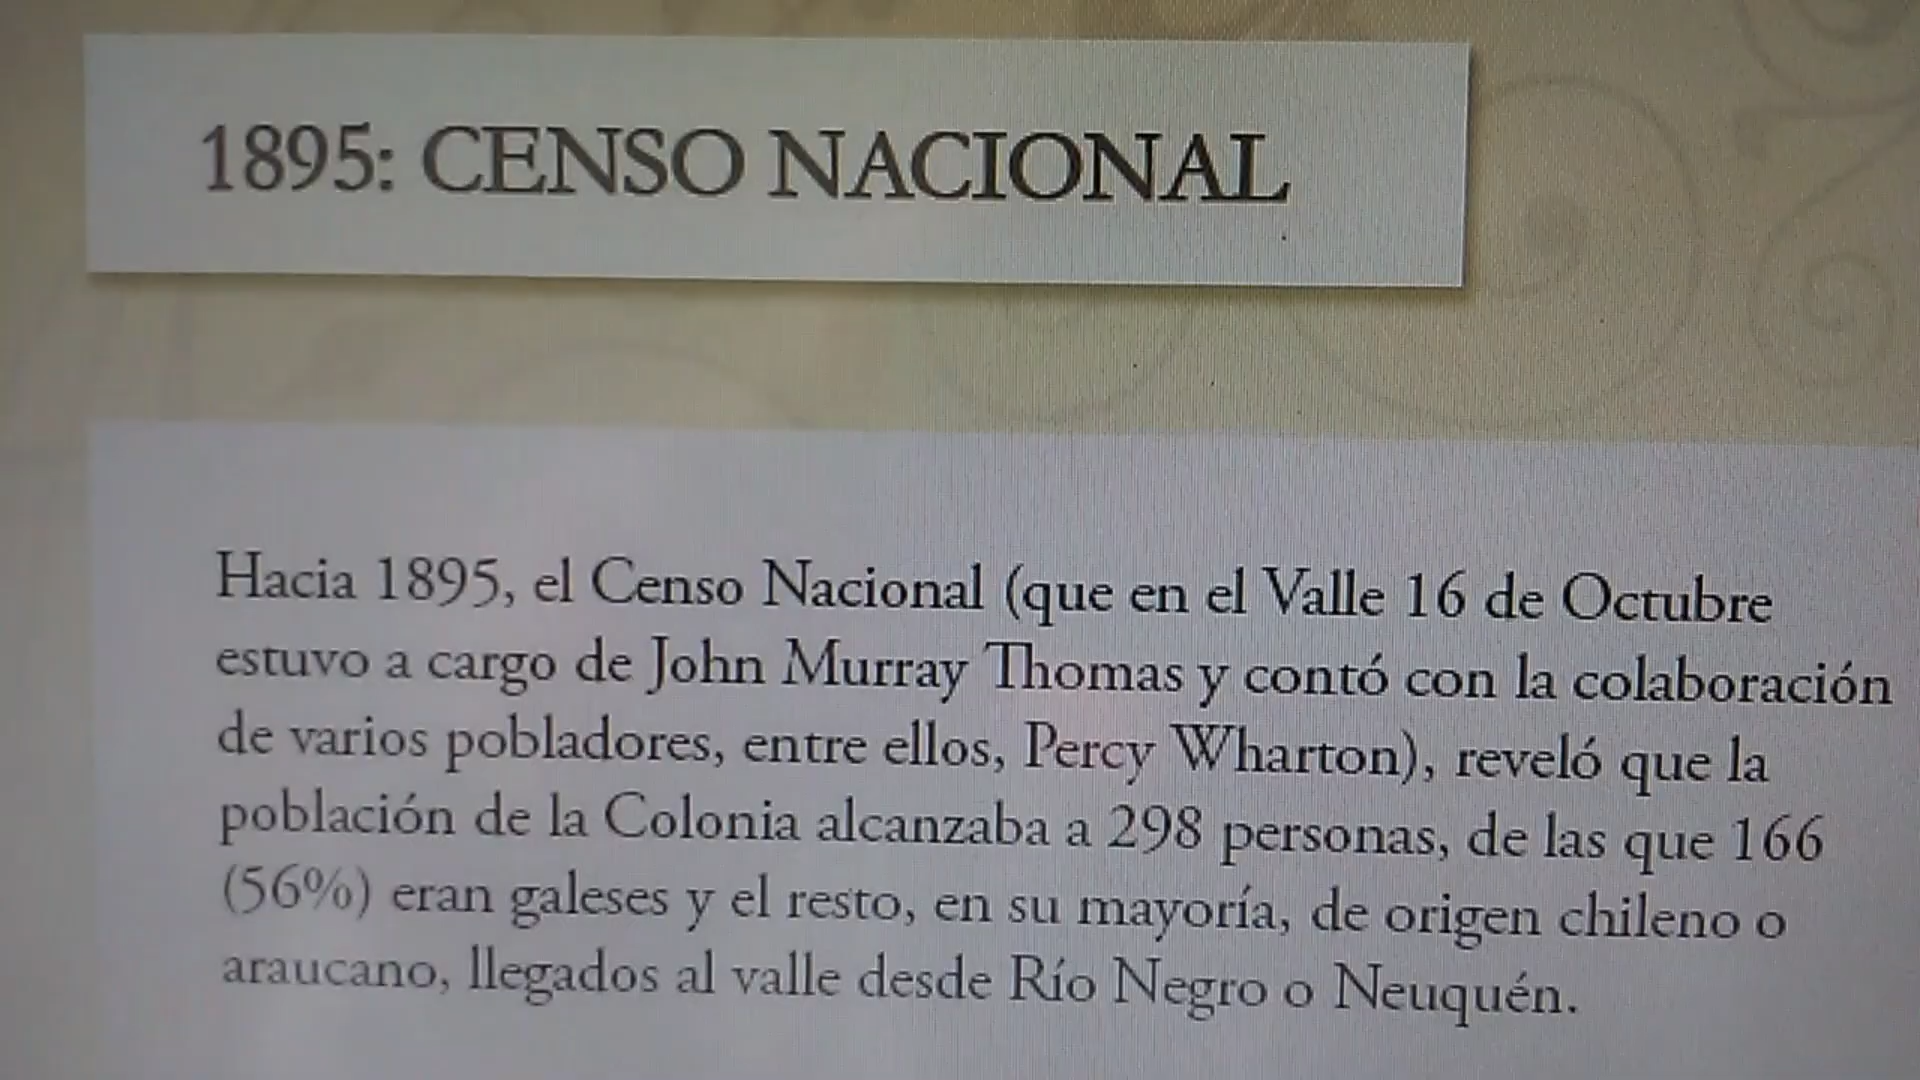 1895: CENSO NACIONAL
Hacia 1895, el Censo Nacional (que en el Valle 16 de Octubre
estuvo a cargo de John Murray Thomas y contó con la colaboración
de varios pobladores, entre ellos, Percy Wharton), reveló que la
población de la Colonia alcanzaba a 298 personas, de las que 166
(56%) eran galeses y el resto, en su mayoría, de origen chileno o
araucano, llegados al valle desde Río Negro o Neuquén.